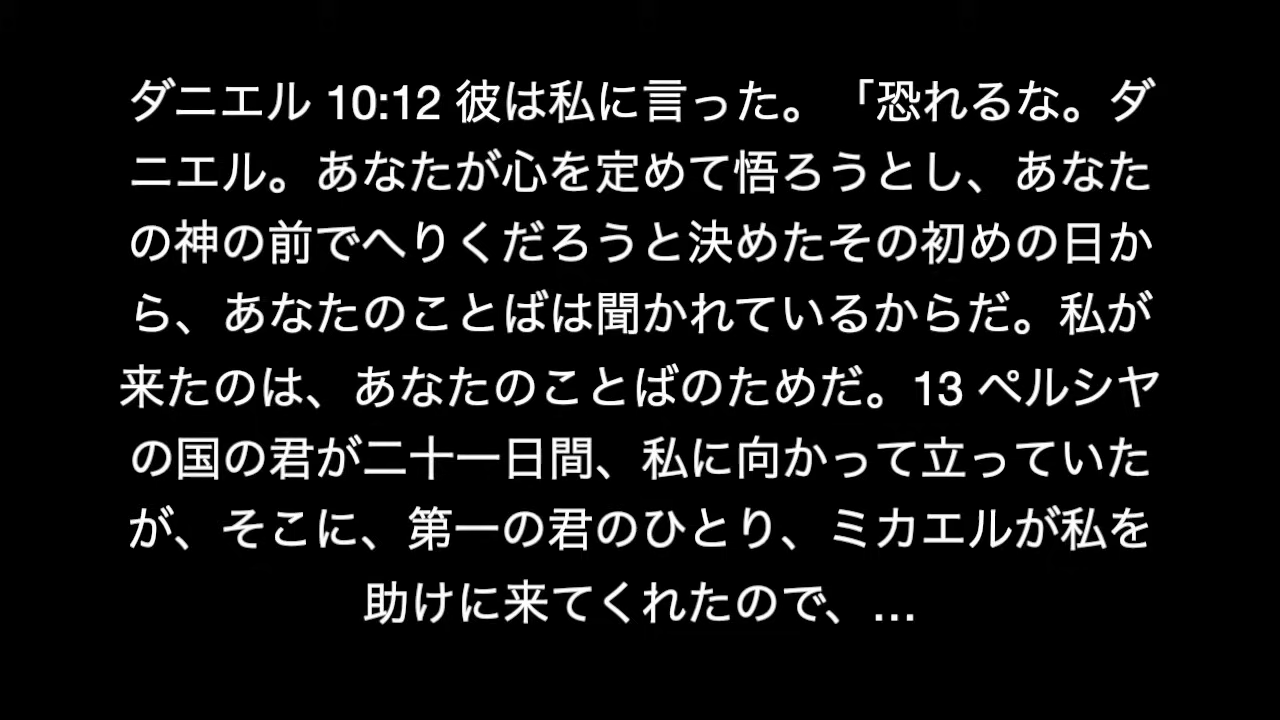 ダニエル 10:12 彼は私に言った。「恐れるな。ダ
ニエル。あなたが心を定めて悟ろうとし、あなた
の神の前でへりくだろうと決めたその初めの日か
ら、あなたのことばは聞かれているからだ。私が
来たのは、あなたのことばのためだ。13 ペルシヤ
の国の君が二十一日間、私に向かって立っていた
が、そこに、第一の君のひとり、ミカエルが私を
助けに来てくれたので、…